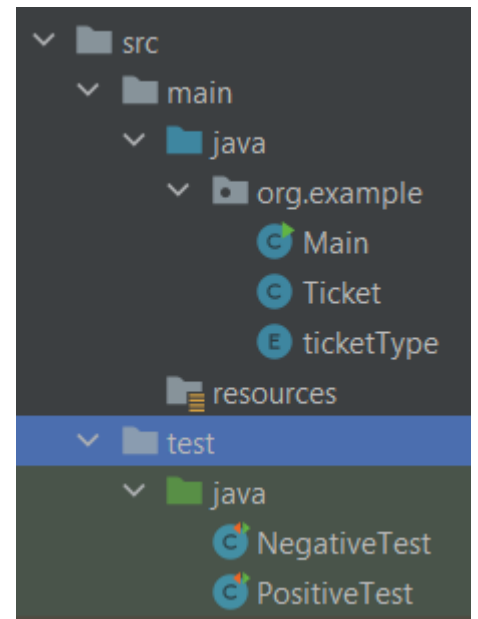 src
main
java
org.example
C Main
C Ticket
E ticketType
resources
test
java
C NegativeTest
C PositiveTest